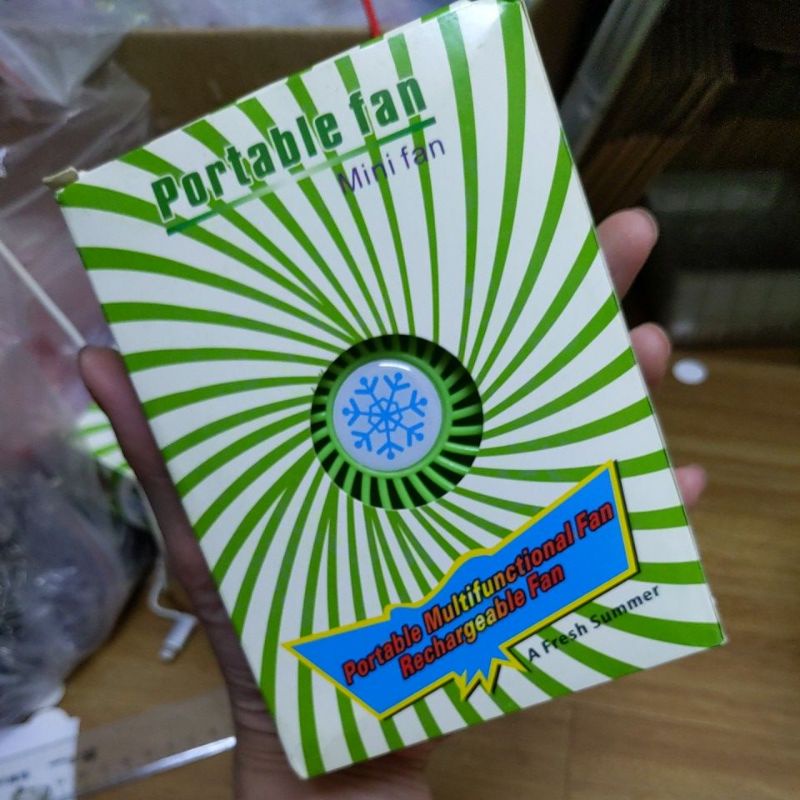 Portable fan
Mini fan
Portable Multifunctional Fan
Rechargeable Fan
A Fresh Summer